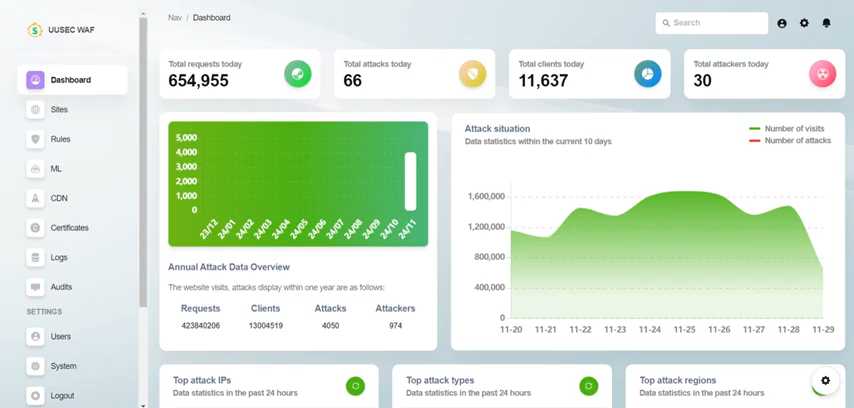 UUSEC WAF
Dashboard
Sites
Rules
ML
CDN
Certificates
Logs
Audits
SETTINGS
Users
System
Logout
Nav / Dashboard
Search
Total requests today
654,955
Total attacks today
66
Total clients today
11,637
Total attackers today
30
5,000
4,000
3,000
2,000
1,000
0
23/12 24/01 24/02 24/03 24/04 24/05 24/06 24/07 24/08 24/09 24/10 24/11
Annual Attack Data Overview
The website visits, attacks display within one year are as follows:
Requests Clients Attacks Attackers
423840206 13004519 4050 974
Attack situation
Data statistics within the current 10 days
Number of visits
Number of attacks
1,600,000
1,200,000
800,000
400,000
0
11-20 11-21 11-22 11-23 11-24 11-25 11-26 11-27 11-28 11-29
Top attack IPs
Data statistics in the past 24 hours
Top attack types
Data statistics in the past 24 hours
Top attack regions
Data statistics in the past 24 hours